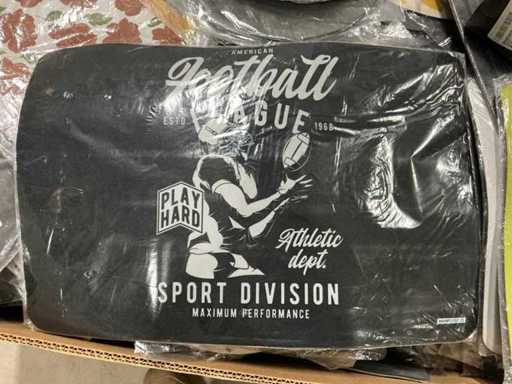 AMERICAN
Football
LEAGUE
ESTD
1968
PLAY
HARD
Athletic
dept.
SPORT DIVISION
MAXIMUM PERFORMANCE